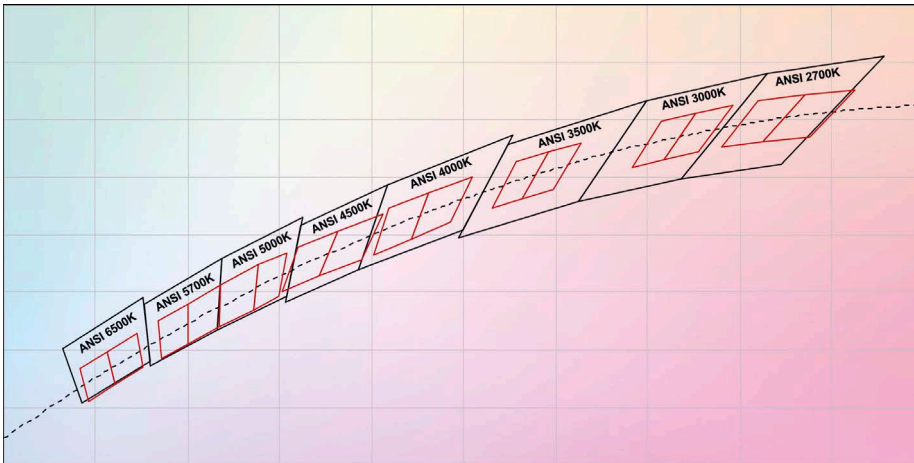 ANSI 6500K
ANSI 5700K
ANSI 5000K
ANSI 4500K
ANSI 4000K
ANSI 3500K
ANSI 3000K
ANSI 2700K